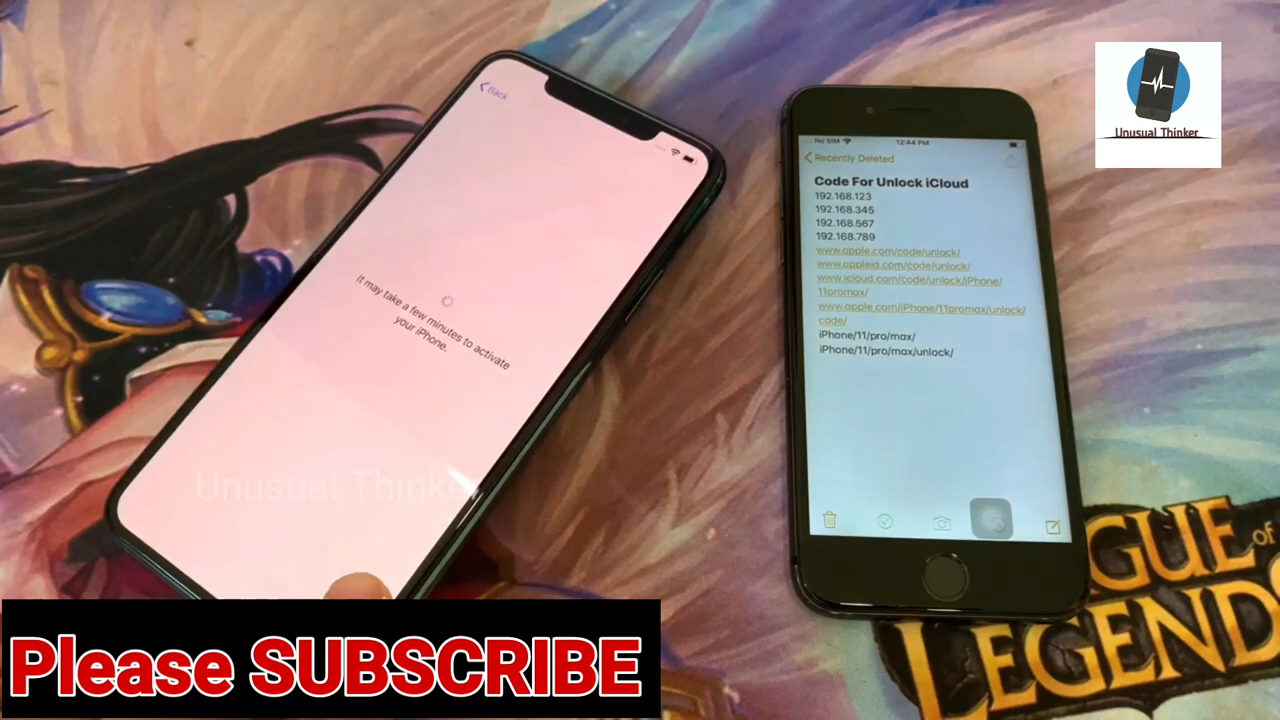 Back
It may take a few minutes to activate
your iPhone.
No SIM
12:44 PM
Recently Deleted
Code For Unlock iCloud
192.168.123
192.168.345
192.168.567
192.168.789
www.apple.com/code/unlock/
www.appleid.com/code/unlock/
www.icloud.com/code/unlock/iPhone/
11promax/
www.apple.com/iPhone/11promax/unlock/
code/
iPhone/11/pro/max/
iPhone/11/pro/max/unlock/
Unusual Thinker
Unusual Thinker
GUE of
LEGENDS
Please SUBSCRIBE